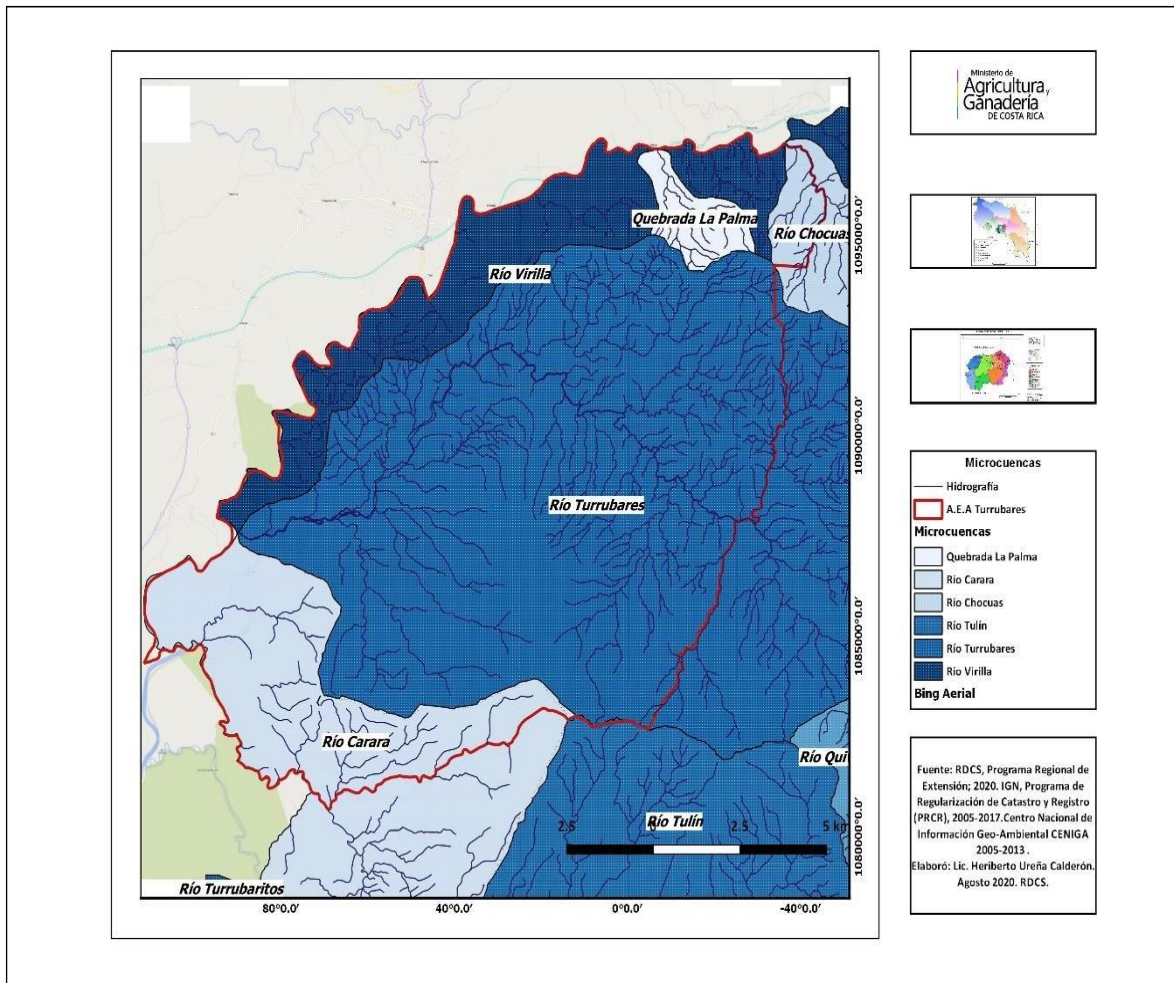 Ministerio de
Agricultura y
Ganadería
DE COSTA RICA
Quebrada La Palma
Río Chocuas
Río Virilla
Río Turrubares
Río Carara
Río Qui
Río Tulín
2.5 0 2.5 5 km
Río Turrubaritos
80°0.0' 40°0.0' 0°0.0' -40°0.0'
1095000°0.0'
1090000°0.0'
1085000°0.0'
1080000°0.0'
Microcuencas
Hidrografía
A.E.A Turrubares
Microcuencas
Quebrada La Palma
Río Carara
Río Chocuas
Río Tulín
Río Turrubares
Río Virilla
Bing Aerial
Fuente: RDCS, Programa Regional de
Extensión; 2020. IGN, Programa de
Regularización de Catastro y Registro
(PRCR), 2005-2017.Centro Nacional de
Información Geo-Ambiental CENIGA
2005-2013 .
Elaboró: Lic. Heriberto Ureña Calderón.
Agosto 2020. RDCS.